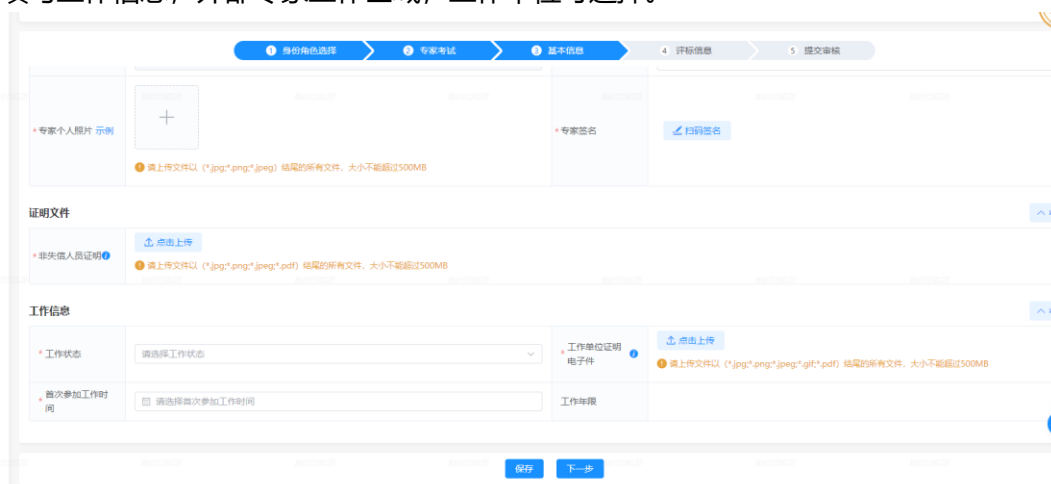 填写工作信息，外部专家工作区域，工作单位可选择。
1 身份角色选择 2 专家考试 3 基本信息 4 评标信息 5 提交审核
* 专家个人照片 示例
* 专家签名
扫码签名
请上传文件以（*.jpg;*.png;*.jpeg）结尾的所有文件，大小不能超过500MB
证明文件
* 非失信人员证明
点击上传
请上传文件以（*.jpg;*.png;*.jpeg;*.pdf）结尾的所有文件，大小不能超过500MB
工作信息
* 工作状态
请选择工作状态
* 工作单位证明
电子件
点击上传
请上传文件以（*.jpg;*.png;*.jpeg;*.gif;*.pdf）结尾的所有文件，大小不能超过500MB
* 首次参加工作时
间
请选择首次参加工作时间
工作年限
保存 下一步